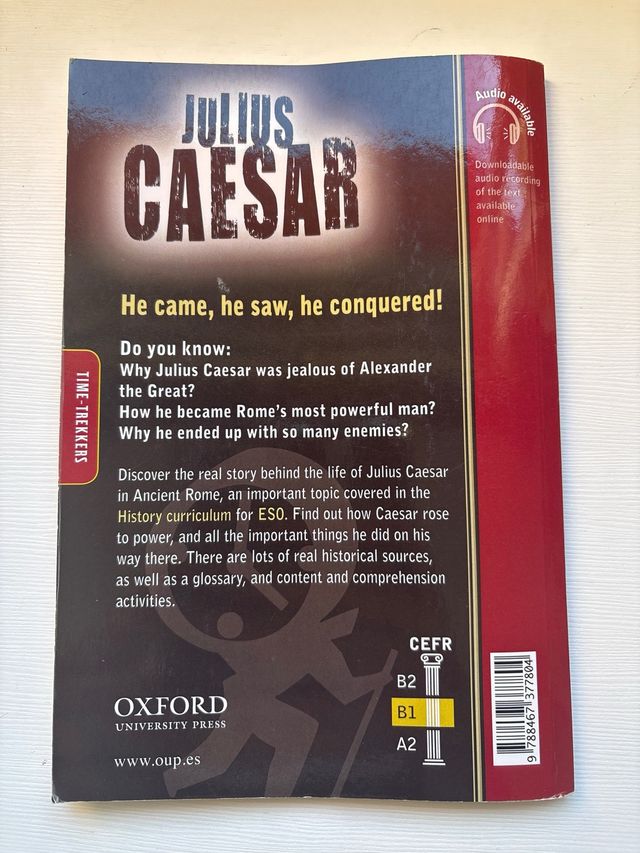 JULIUS
CAESAR
He came, he saw, he conquered!
Do you know:
Why Julius Caesar was jealous of Alexander
the Great?
How he became Rome's most powerful man?
Why he ended up with so many enemies?
Discover the real story behind the life of Julius Caesar
in Ancient Rome, an important topic covered in the
History curriculum for ESO. Find out how Caesar rose
to power, and all the important things he did on his
way there. There are lots of real historical sources,
as well as a glossary, and content and comprehension
activities.
TIME-TREKKERS
OXFORD
UNIVERSITY PRESS
www.oup.es
CEFR
B2
B1
A2
Audio available
Downloadable
audio recording
of the text
available
online
9 788467 377804